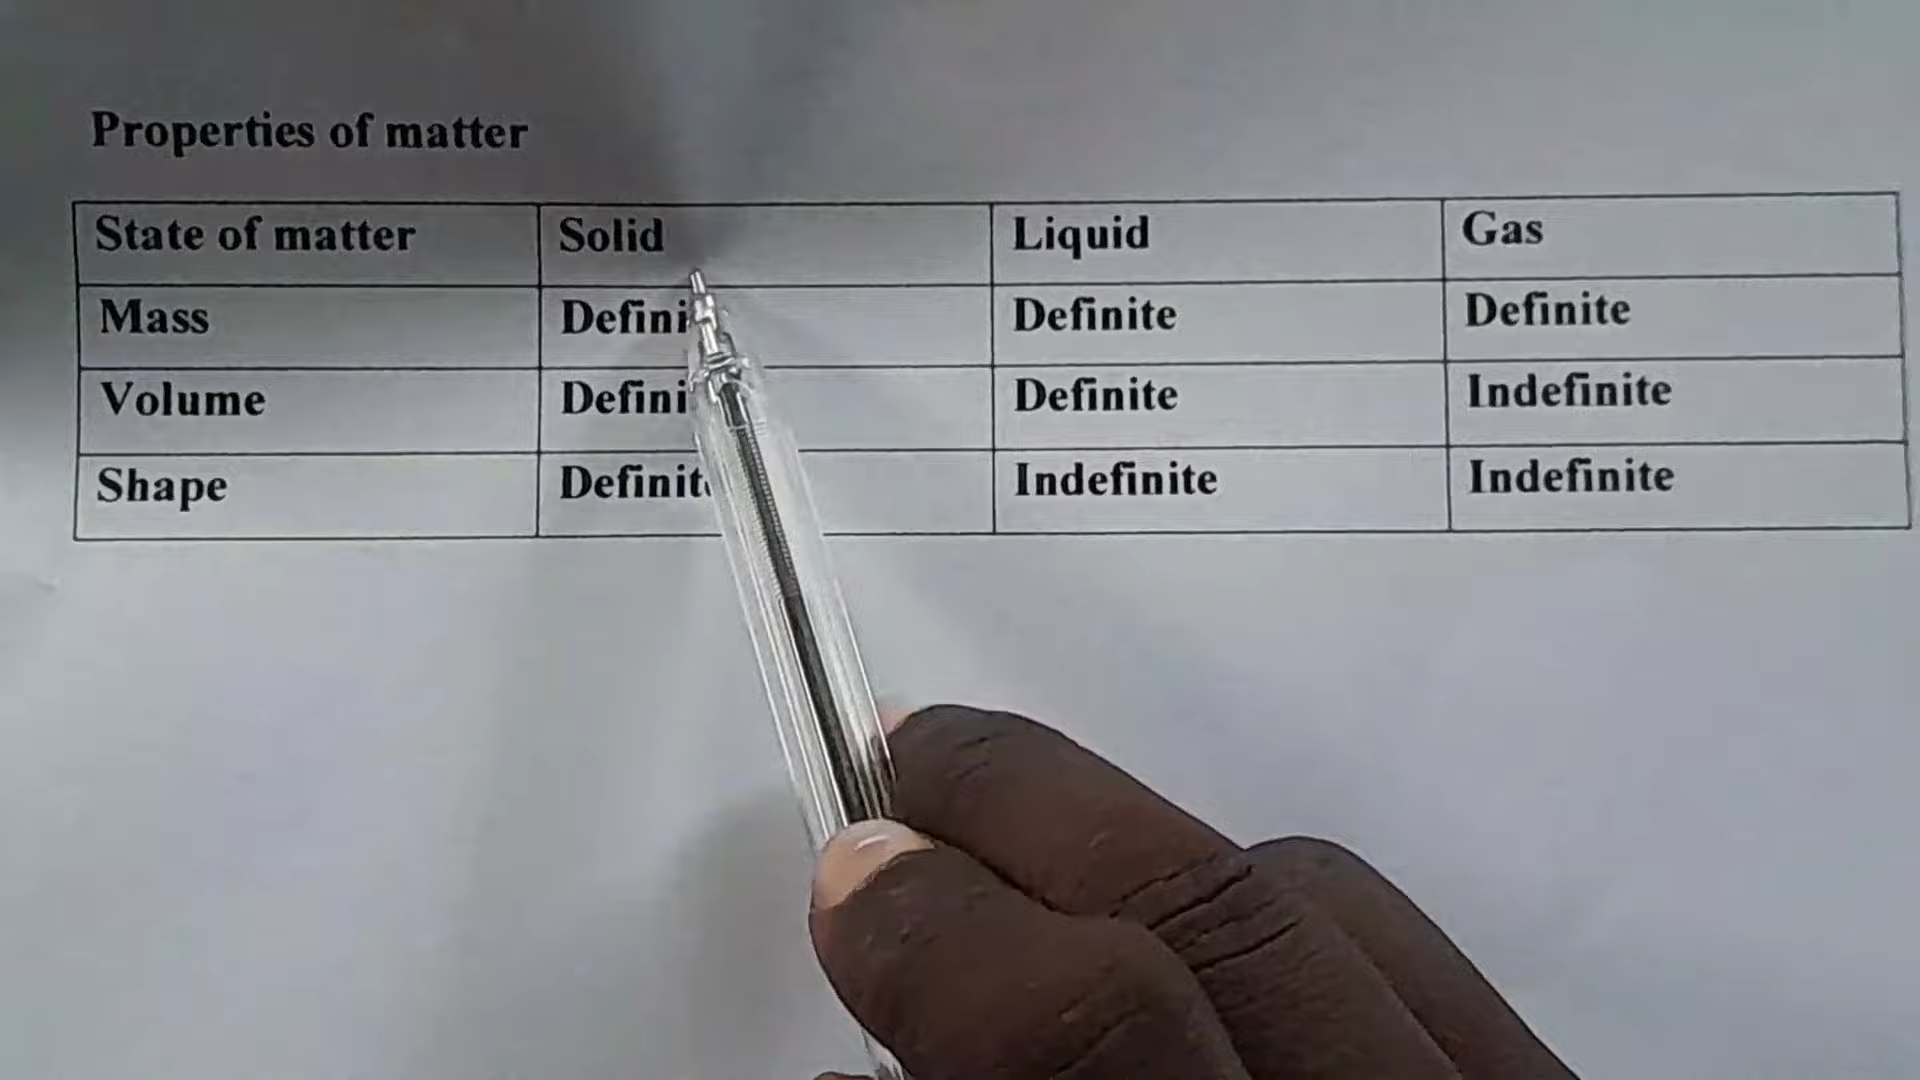 Properties of matter
State of matter Solid Liquid Gas
Mass Definite Definite
Volume Definite Indefinite
Shape Indefinite Indefinite